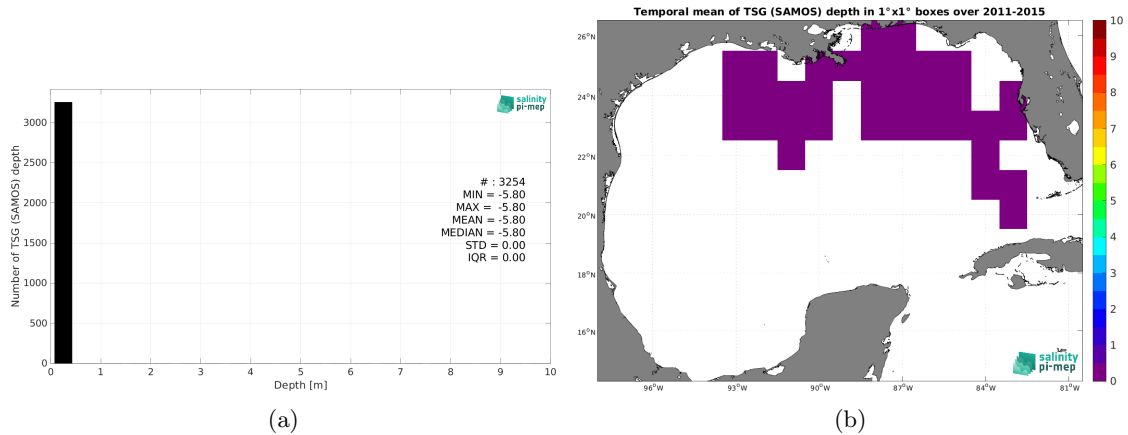 Temporal mean of TSG (SAMOS) depth in 1°x1° boxes over 2011-2015
Number of TSG (SAMOS) depth
3000
2500
2000
1500
1000
500
0
0 1 2 3 4 5 6 7 8 9 10
Depth [m]
salinity
pi-mep
# : 3254
MIN = -5.80
MAX = -5.80
MEAN = -5.80
MEDIAN = -5.80
STD = 0.00
IQR = 0.00
(a)
26°N
24°N
22°N
20°N
18°N
16°N
96°W 93°W 90°W 87°W 84°W 81°W
salinity
pi-mep
10
9
8
7
6
5
4
3
2
1
0
(b)